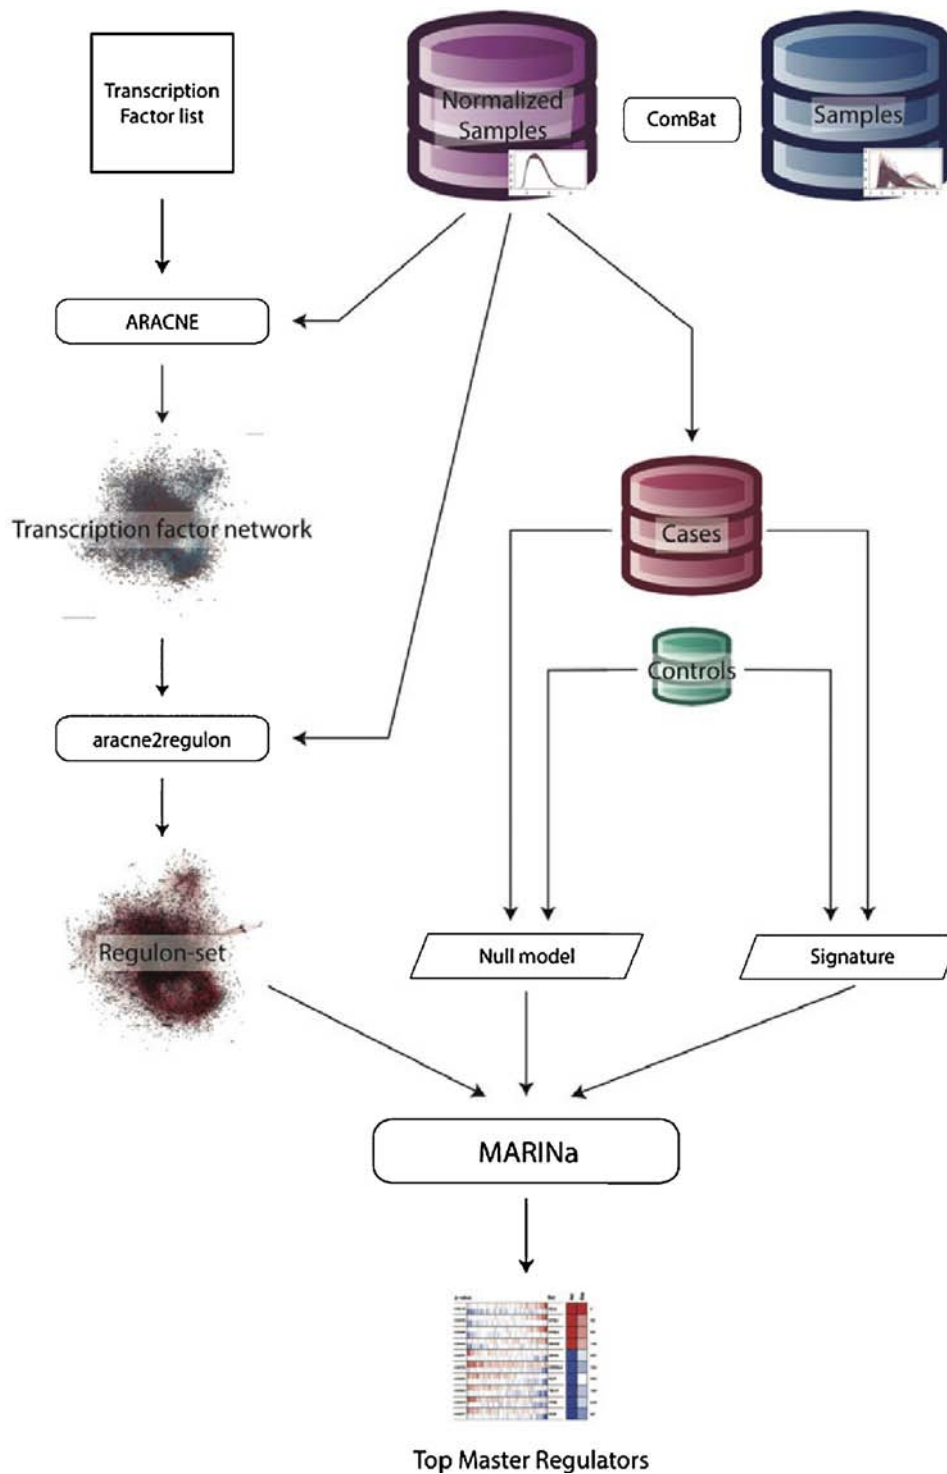 Transcription
Factor list
Normalized
Samples
ComBat
Samples
ARACNE
Transcription factor network
Cases
Controls
aracne2regulon
Regulon-set
Null model
Signature
MARINa
Top Master Regulators